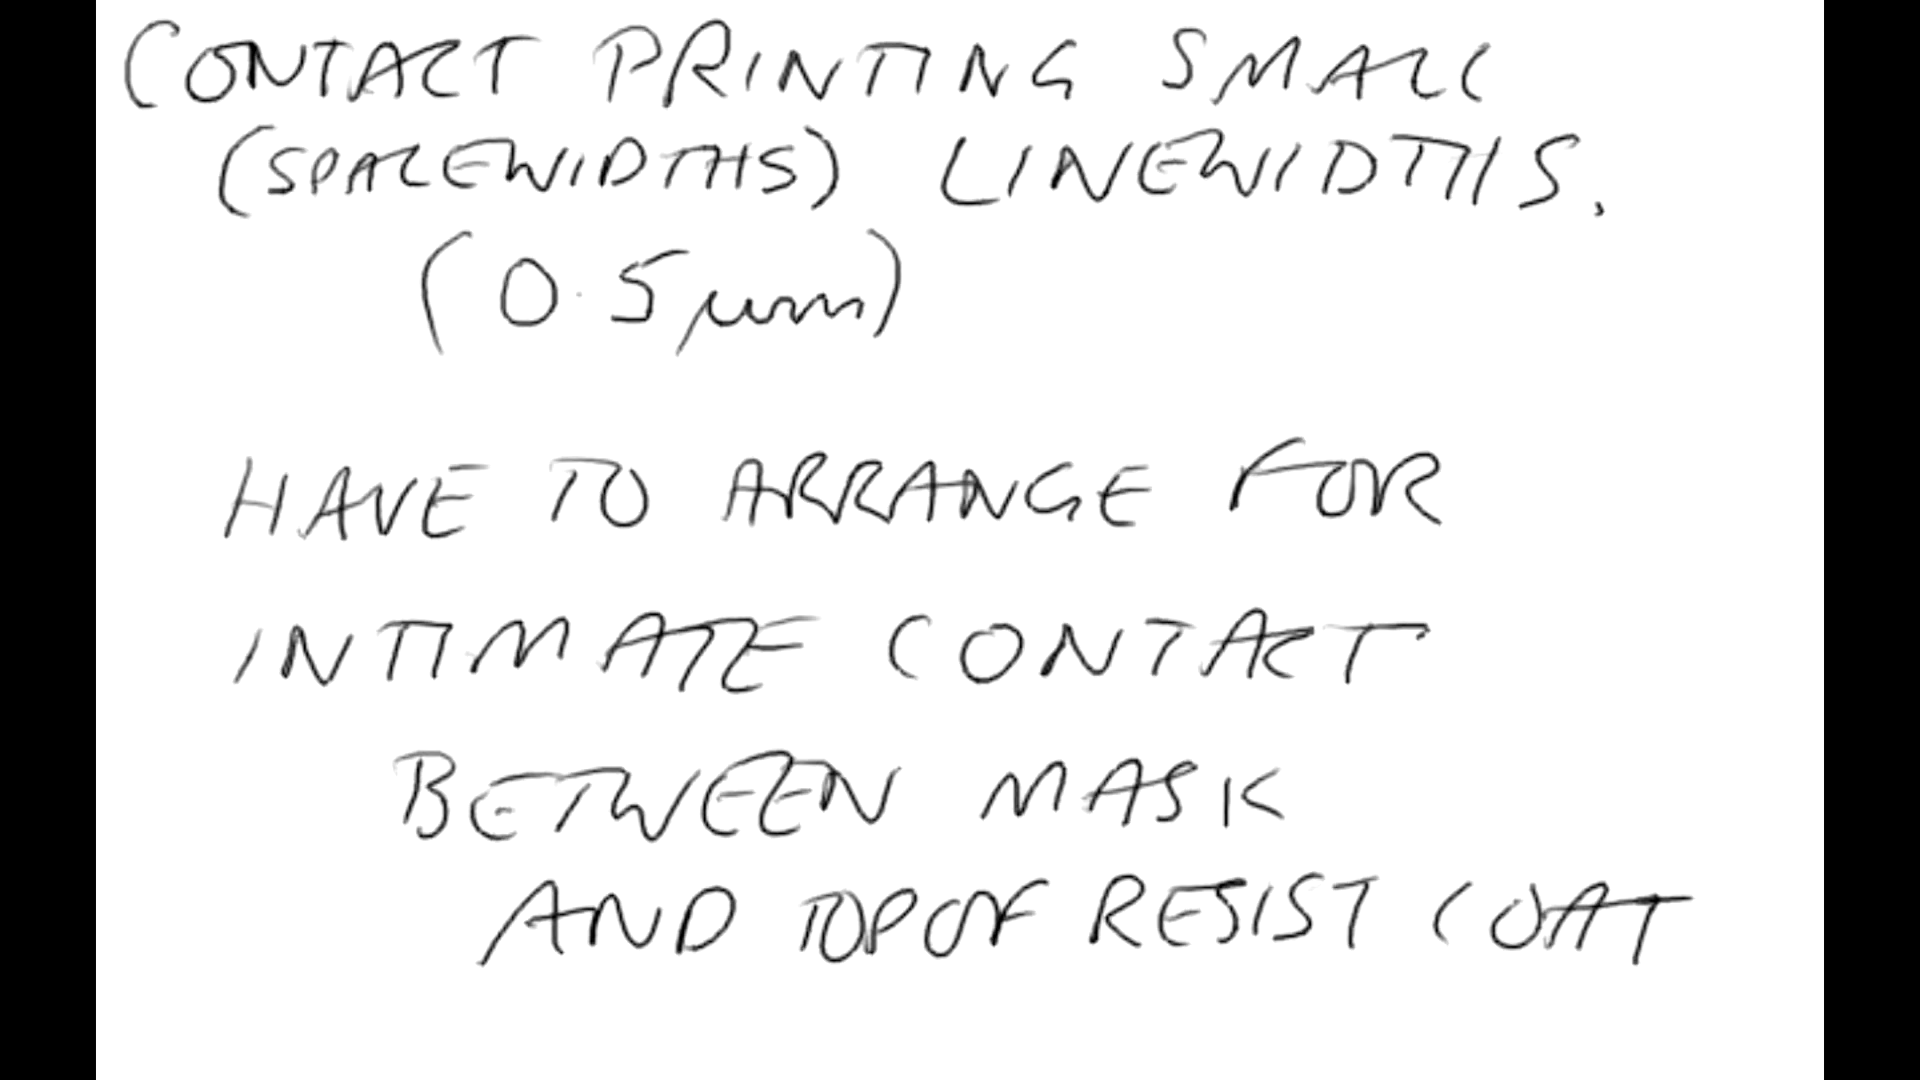 CONTACT PRINTING SMALL
(SPACEWIDTHS) LINEWIDTHS.
(0.5μm)
HAVE TO ARRANGE FOR
INTIMATE CONTACT
BETWEEN MASK
AND TOP OF RESIST COAT